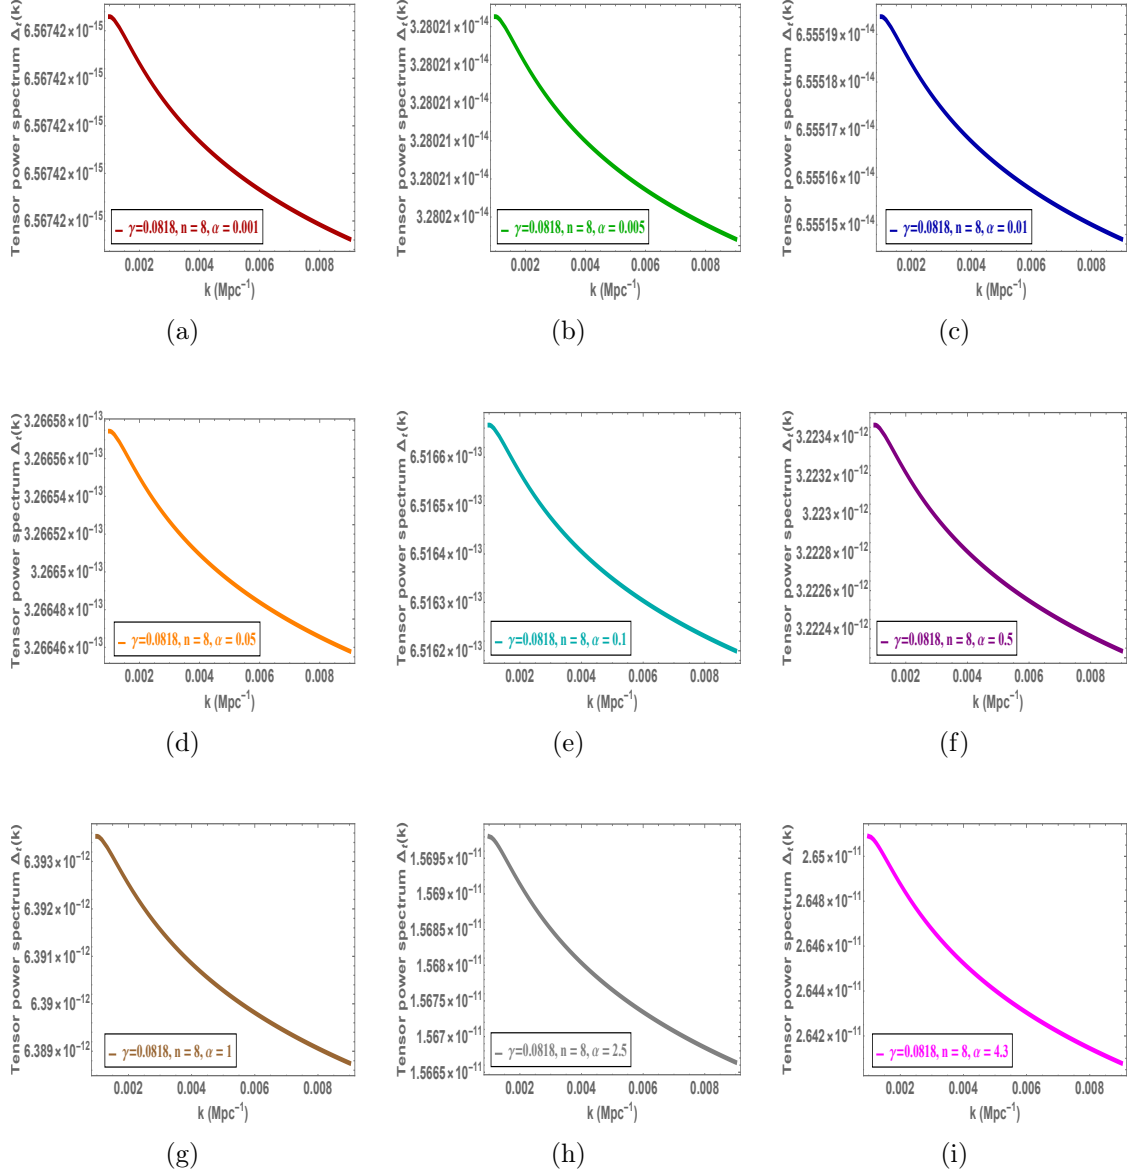 Tensor power spectrum Δt(k)
6.56742×10⁻¹⁵
6.56742×10⁻¹⁵
6.56742×10⁻¹⁵
6.56742×10⁻¹⁵
6.56742×10⁻¹⁵
γ=0.0818, n = 8, α = 0.001
0.002 0.004 0.006 0.008
k (Mpc⁻¹)
(a)
Tensor power spectrum Δt(k)
3.28021×10⁻¹⁴
3.28021×10⁻¹⁴
3.28021×10⁻¹⁴
3.28021×10⁻¹⁴
3.28021×10⁻¹⁴
3.2802×10⁻¹⁴
γ=0.0818, n = 8, α = 0.005
0.002 0.004 0.006 0.008
k (Mpc⁻¹)
(b)
Tensor power spectrum Δt(k)
6.55519×10⁻¹⁴
6.55518×10⁻¹⁴
6.55517×10⁻¹⁴
6.55516×10⁻¹⁴
6.55515×10⁻¹⁴
γ=0.0818, n = 8, α = 0.01
0.002 0.004 0.006 0.008
k (Mpc⁻¹)
(c)
Tensor power spectrum Δt(k)
3.26658×10⁻¹³
3.26656×10⁻¹³
3.26654×10⁻¹³
3.26652×10⁻¹³
3.2665×10⁻¹³
3.26648×10⁻¹³
3.26646×10⁻¹³
γ=0.0818, n = 8, α = 0.05
0.002 0.004 0.006 0.008
k (Mpc⁻¹)
(d)
Tensor power spectrum Δt(k)
6.5166×10⁻¹³
6.5165×10⁻¹³
6.5164×10⁻¹³
6.5163×10⁻¹³
6.5162×10⁻¹³
γ=0.0818, n = 8, α = 0.1
0.002 0.004 0.006 0.008
k (Mpc⁻¹)
(e)
Tensor power spectrum Δt(k)
3.2234×10⁻¹²
3.2232×10⁻¹²
3.223×10⁻¹²
3.2228×10⁻¹²
3.2226×10⁻¹²
3.2224×10⁻¹²
γ=0.0818, n = 8, α = 0.5
0.002 0.004 0.006 0.008
k (Mpc⁻¹)
(f)
Tensor power spectrum Δt(k)
6.393×10⁻¹²
6.392×10⁻¹²
6.391×10⁻¹²
6.39×10⁻¹²
6.389×10⁻¹²
γ=0.0818, n = 8, α = 1
0.002 0.004 0.006 0.008
k (Mpc⁻¹)
(g)
Tensor power spectrum Δt(k)
1.5695×10⁻¹¹
1.569×10⁻¹¹
1.5685×10⁻¹¹
1.568×10⁻¹¹
1.5675×10⁻¹¹
1.567×10⁻¹¹
1.5665×10⁻¹¹
γ=0.0818, n = 8, α = 2.5
0.002 0.004 0.006 0.008
k (Mpc⁻¹)
(h)
Tensor power spectrum Δt(k)
2.65×10⁻¹¹
2.648×10⁻¹¹
2.646×10⁻¹¹
2.644×10⁻¹¹
2.642×10⁻¹¹
γ=0.0818, n = 8, α = 4.3
0.002 0.004 0.006 0.008
k (Mpc⁻¹)
(i)